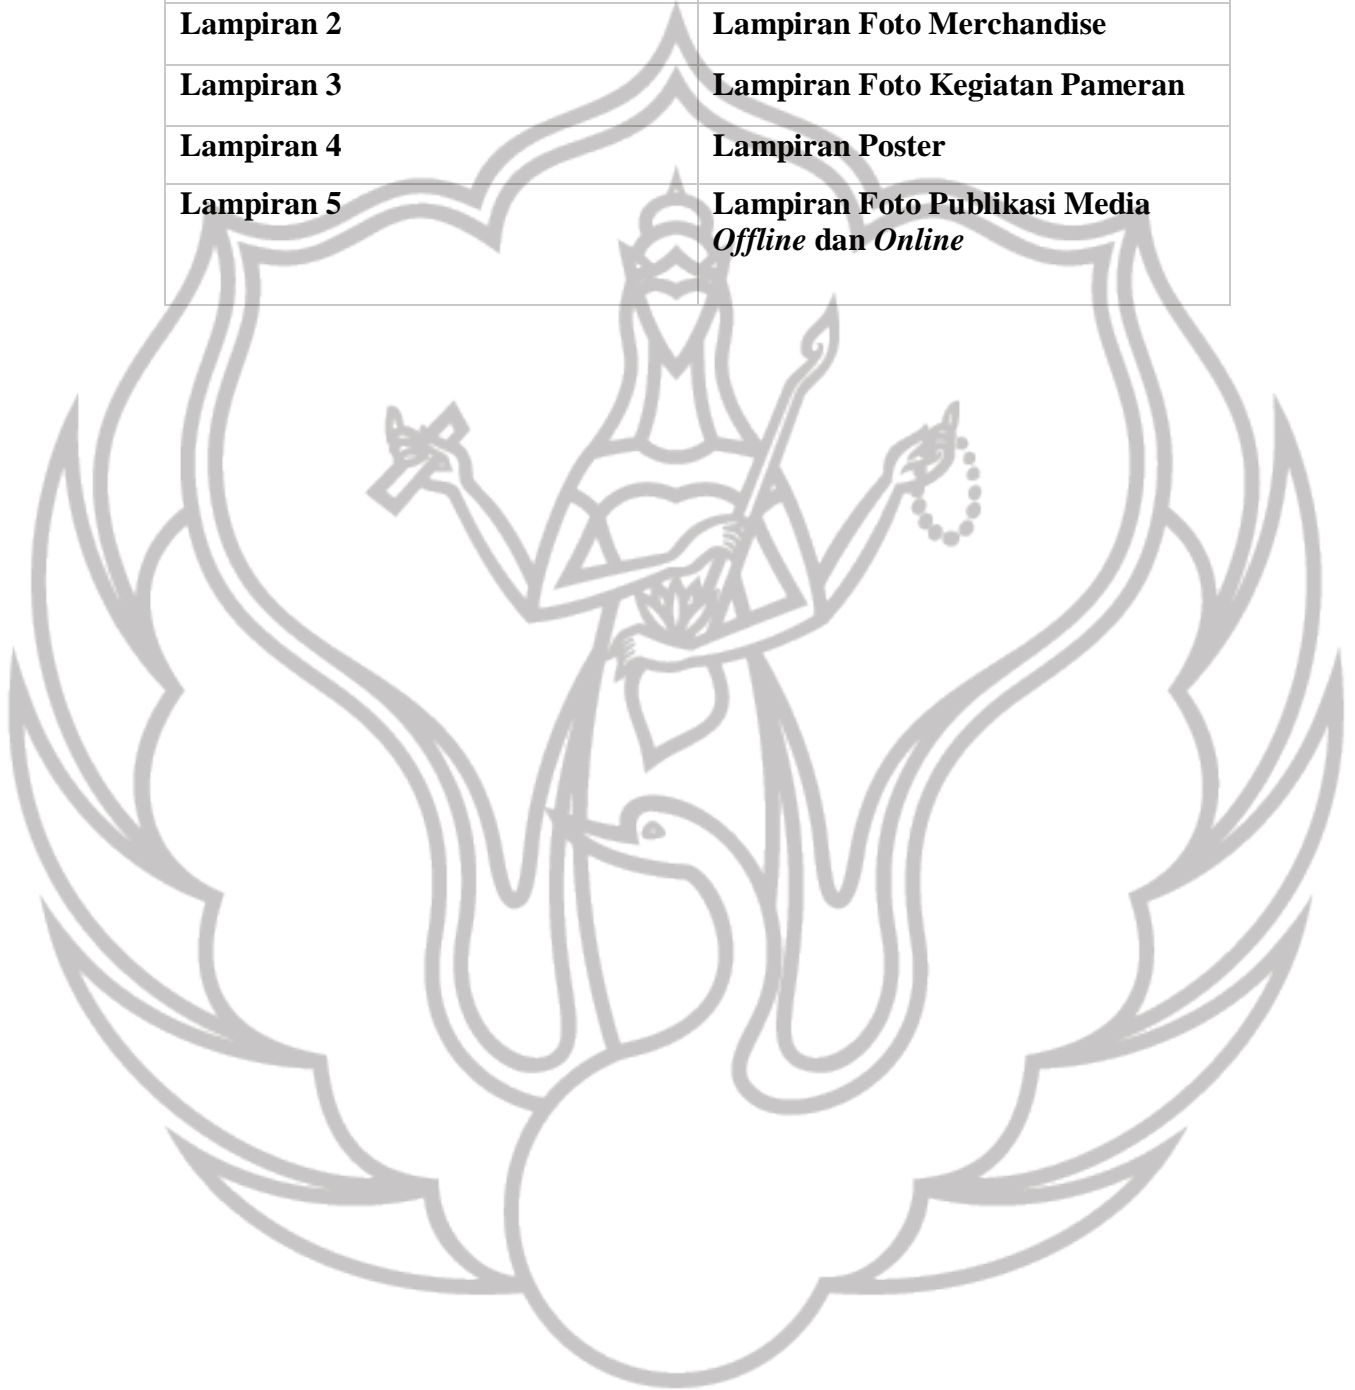 Lampiran 2 Lampiran Foto Merchandise
Lampiran 3 Lampiran Foto Kegiatan Pameran
Lampiran 4 Lampiran Poster
Lampiran 5 Lampiran Foto Publikasi Media
Offline dan Online